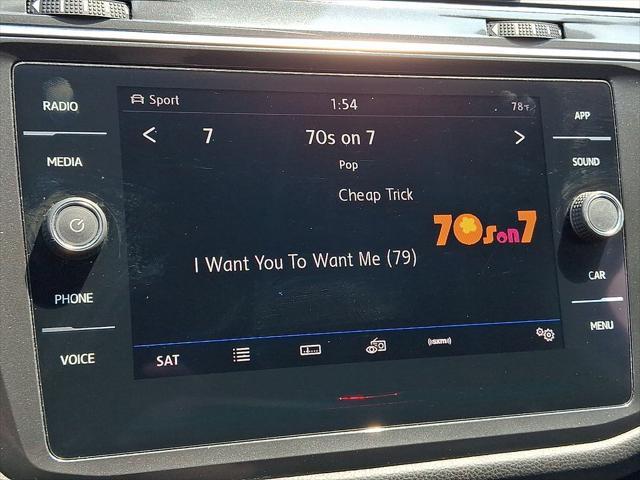 RADIO
MEDIA
PHONE
VOICE
Sport 1:54 78°F
< 7 70s on 7 >
Pop
Cheap Trick
70s on 7
I Want You To Want Me (79)
SAT
((SXM))
APP
SOUND
CAR
MENU